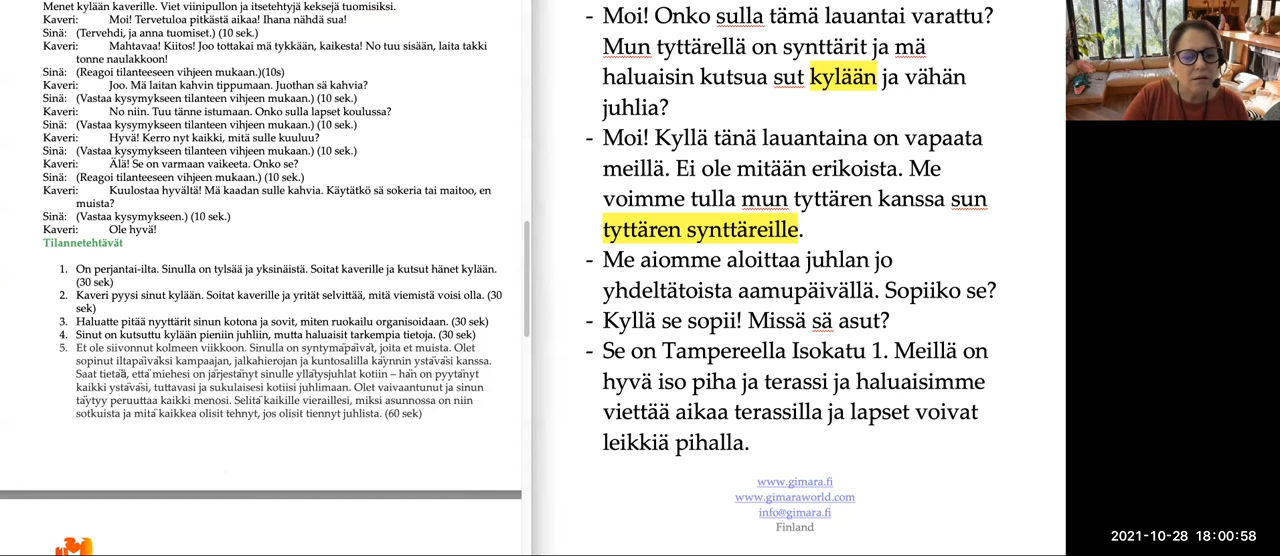 Menet kylään kaverille. Viet viinipullon ja itsetehtyjä keksejä tuomisiksi.
Kaveri: Moi! Tervetuloa pitkästä aikaa! Ihana nähdä sua!
Sinä: (Tervehdi, ja anna tuomiset.) (10 sek.)
Kaveri: Mahtavaa! Kiitos! Joo tottakai mä tykkään, kaikesta! No tuu sisään, laita takki
tonne naulakkoon!
Sinä: (Reagoi tilanteeseen vihjeen mukaan.)(10s)
Kaveri: Joo. Mä laitan kahvin tippumaan. Juothan sä kahvia?
Sinä: (Vastaa kysymykseen tilanteen vihjeen mukaan.) (10 sek.)
Kaveri: No niin. Tuu tänne istumaan. Onko sulla lapset koulussa?
Sinä: (Vastaa kysymykseen tilanteen vihjeen mukaan.) (10 sek.)
Kaveri: Hyvä! Kerro nyt kaikki, mitä sulle kuuluu?
Sinä: (Vastaa kysymykseen tilanteen vihjeen mukaan.) (10 sek.)
Kaveri: Älä! Se on varmaan vaikeeta. Onko se?
Sinä: (Reagoi tilanteeseen vihjeen mukaan.) (10 sek.)
Kaveri: Kuulostaa hyvältä! Mä kaadan sulle kahvia. Käytätkö sä sokeria tai maitoo, en
muista?
Sinä: (Vastaa kysymykseen.) (10 sek.)
Kaveri: Ole hyvä!
Tilannetehtävät
1. On perjantai-ilta. Sinulla on tylsää ja yksinäistä. Soitat kaverille ja kutsut hänet kylään.
(30 sek)
2. Kaveri pyysi sinut kylään. Soitat kaverille ja yrität selvittää, mitä viemistä voisi olla. (30
sek)
3. Haluatte pitää nyyttärit sinun kotona ja sovit, miten ruokailu organisoidaan. (30 sek)
4. Sinut on kutsuttu kylään pieniin juhliin, mutta haluaisit tarkempia tietoja. (30 sek)
5. Et ole siivonnut kolmeen viikkoon. Sinulla on syntymäpäivät, joita et muista. Olet
sopinut iltapäiväksi kampaajan, jalkahierojan ja kuntosalilla käynnin ystäväsi kanssa.
Saat tietää, että miehesi on järjestänyt sinulle yllätysjuhlat kotiin – hän on pyytänyt
kaikki ystäväsi, tuttavasi ja sukulaisesi kotiisi juhlimaan. Olet vaivaantunut ja sinun
täytyy peruuttaa kaikki menosi. Selitä kaikille vieraillesi, miksi asunnossa on niin
sotkuista ja mitä kaikkea olisit tehnyt, jos olisit tiennyt juhlista. (60 sek)
- Moi! Onko sulla tämä lauantai varattu?
Mun tyttärellä on synttärit ja mä
haluaisin kutsua sut kylään ja vähän
juhlia?
- Moi! Kyllä tänä lauantaina on vapaata
meillä. Ei ole mitään erikoista. Me
voimme tulla mun tyttären kanssa sun
tyttären synttäreille.
- Me aiomme aloittaa juhlan jo
yhdeltätoista aamupäivällä. Sopiiko se?
- Kyllä se sopii! Missä sä asut?
- Se on Tampereella Isokatu 1. Meillä on
hyvä iso piha ja terassi ja haluaisimme
viettää aikaa terassilla ja lapset voivat
leikkiä pihalla.
www.gimara.fi
www.gimaraworld.com
info@gimara.fi
Finland
2021-10-28 18:00:58